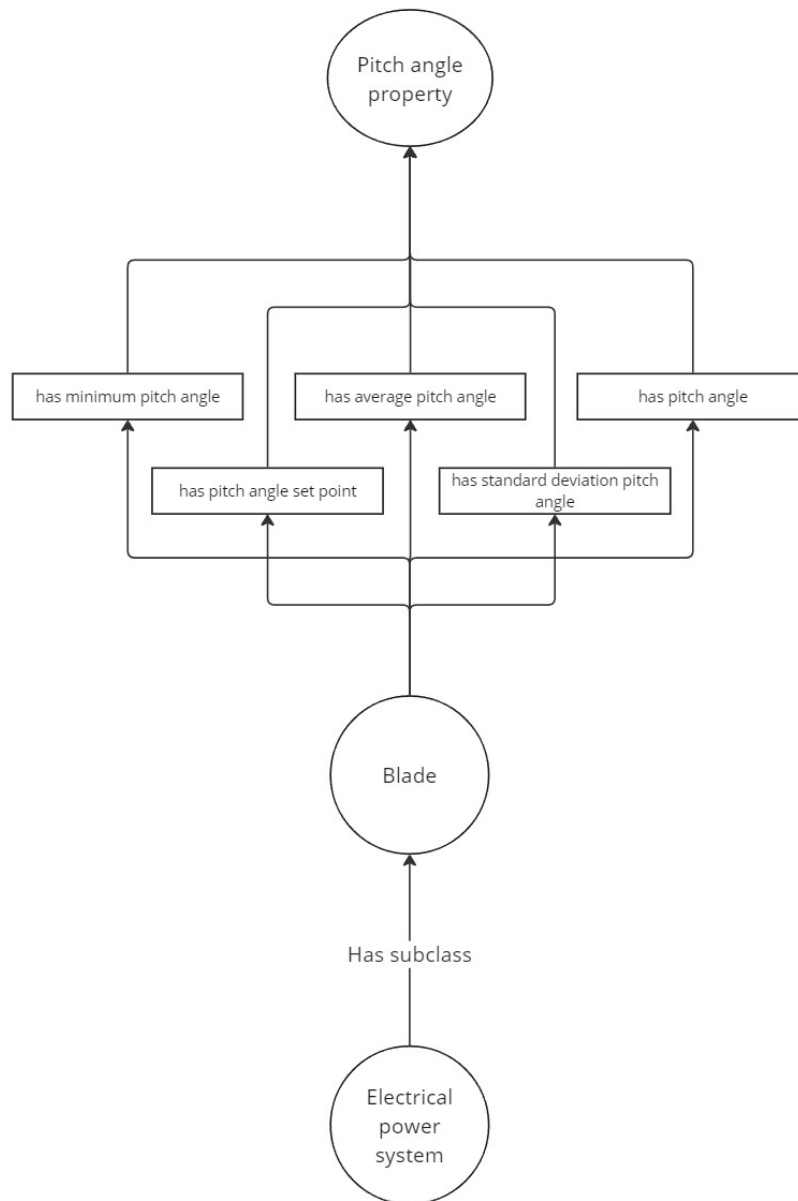 Pitch angle
property
has minimum pitch angle
has average pitch angle
has pitch angle
has pitch angle set point
has standard deviation pitch
angle
Blade
Has subclass
Electrical
power
system